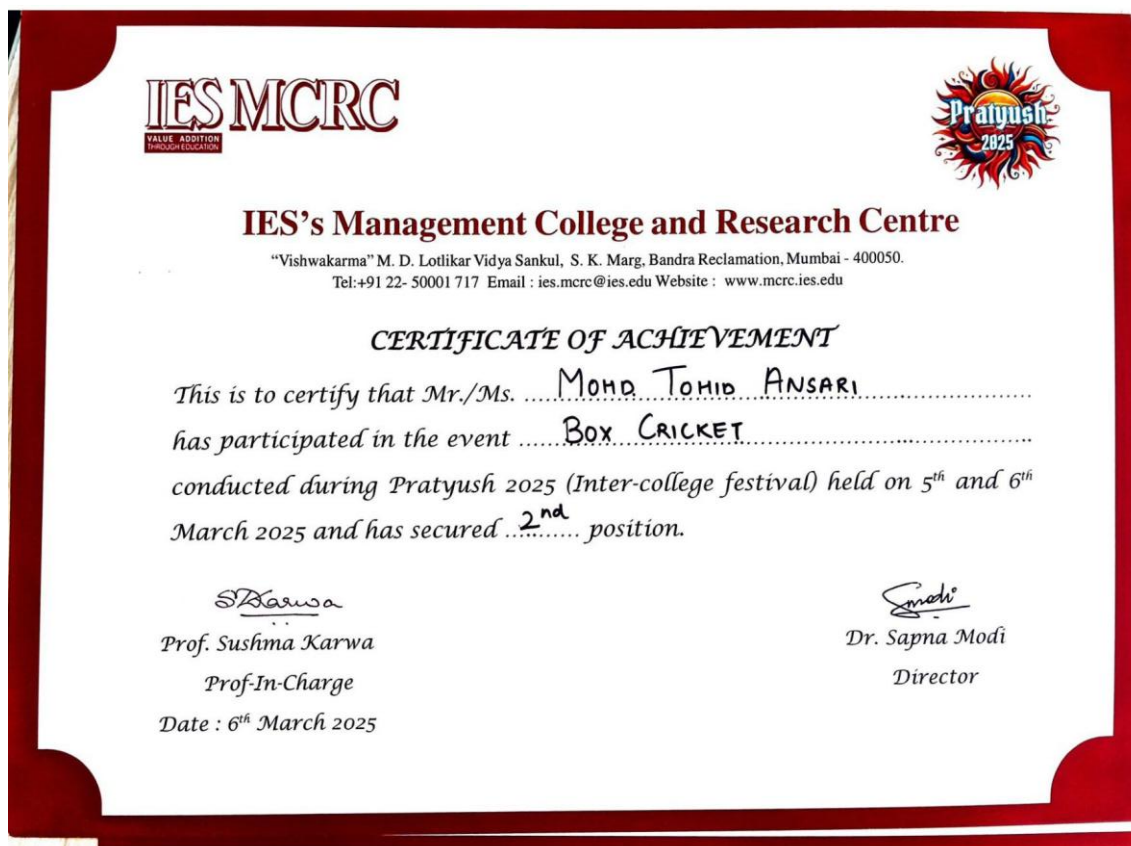 IES MCRC
VALUE ADDITION
THROUGH EDUCATION
Pratyush
2025
IES's Management College and Research Centre
"Vishwakarma" M. D. Lotlikar Vidya Sankul, S. K. Marg, Bandra Reclamation, Mumbai - 400050.
Tel:+91 22- 50001 717 Email : ies.mcrc@ies.edu Website : www.mcrc.ies.edu
CERTIFICATE OF ACHIEVEMENT
This is to certify that Mr./Ms. .... MOHD. TOHID ANSARI ....
has participated in the event ...... BOX CRICKET ......
conducted during Pratyush 2025 (Inter-college festival) held on 5th and 6th
March 2025 and has secured 2nd position.
SDKarwa
Smodi
Prof. Sushma Karwa
Dr. Sapna Modi
Prof-In-Charge
Director
Date : 6th March 2025